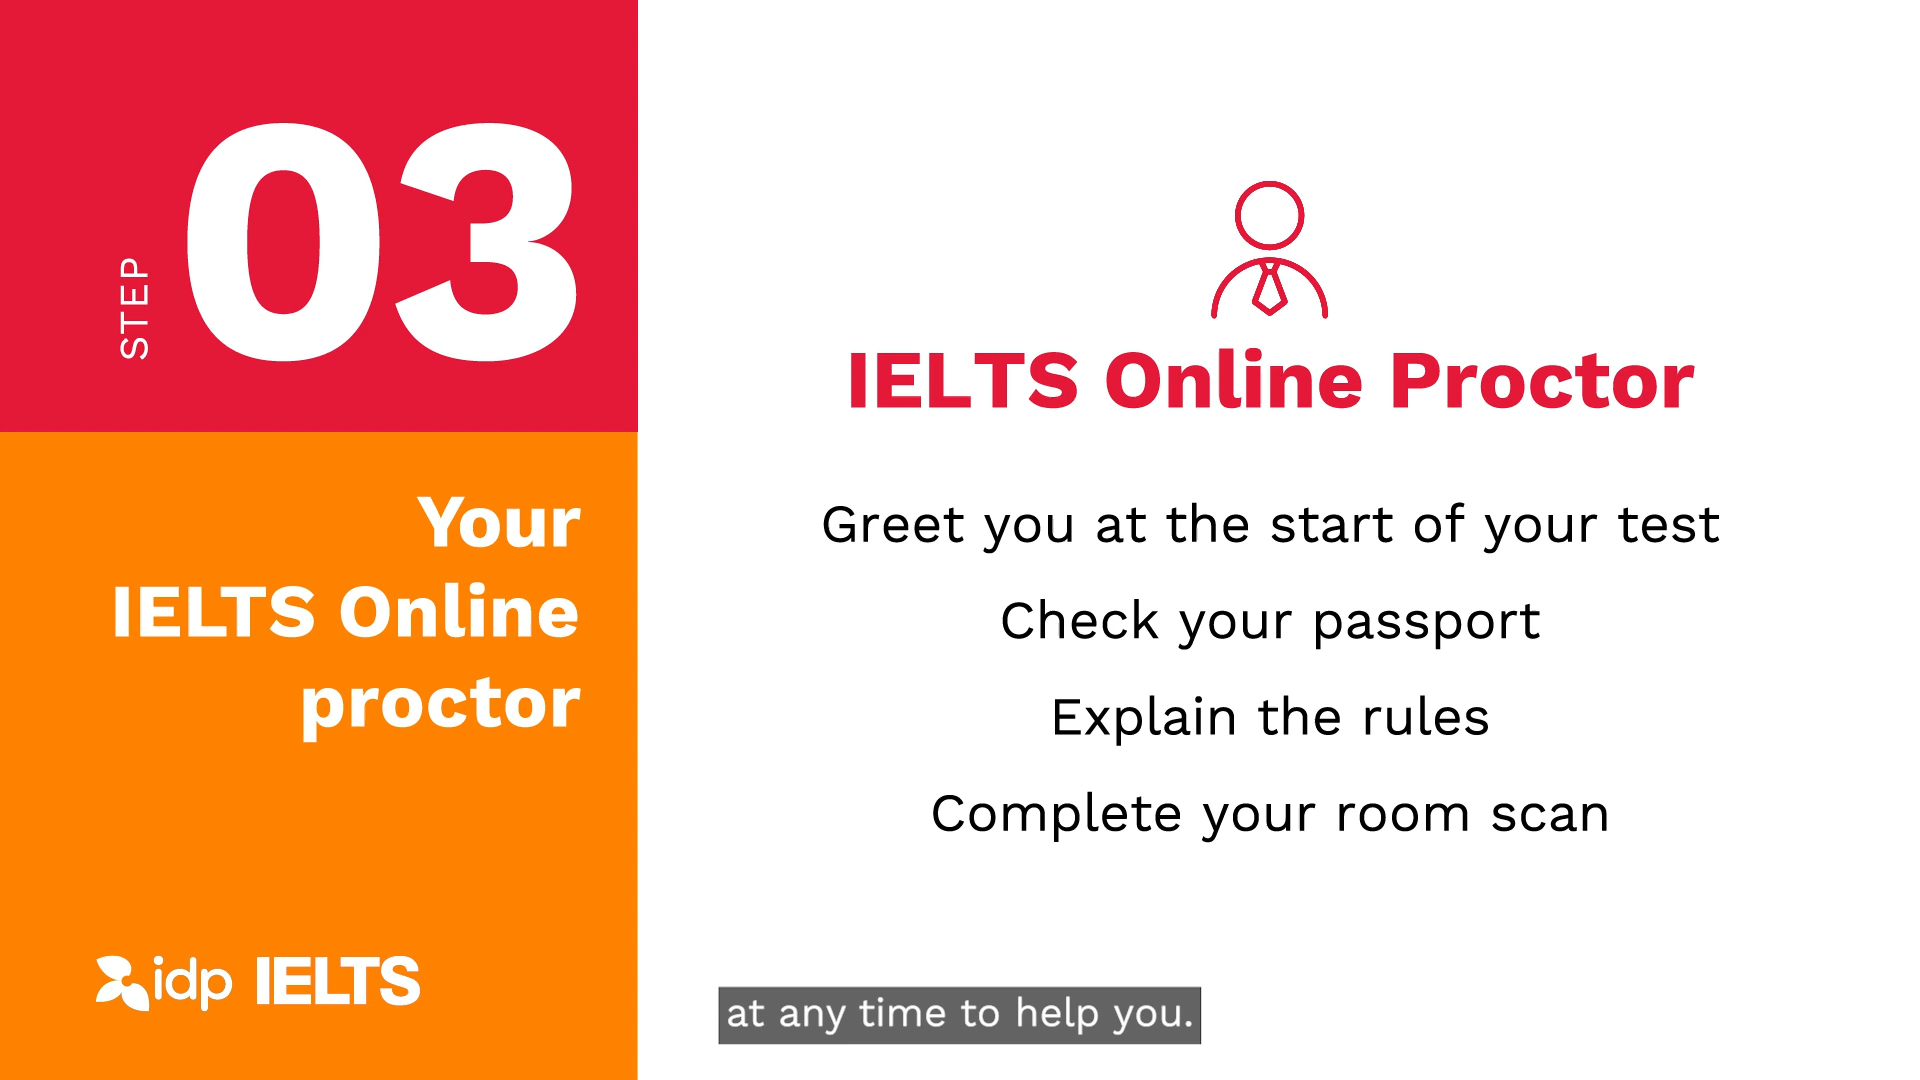 STEP
03
Your
IELTS Online
proctor
idp IELTS
IELTS Online Proctor
Greet you at the start of your test
Check your passport
Explain the rules
Complete your room scan
at any time to help you.